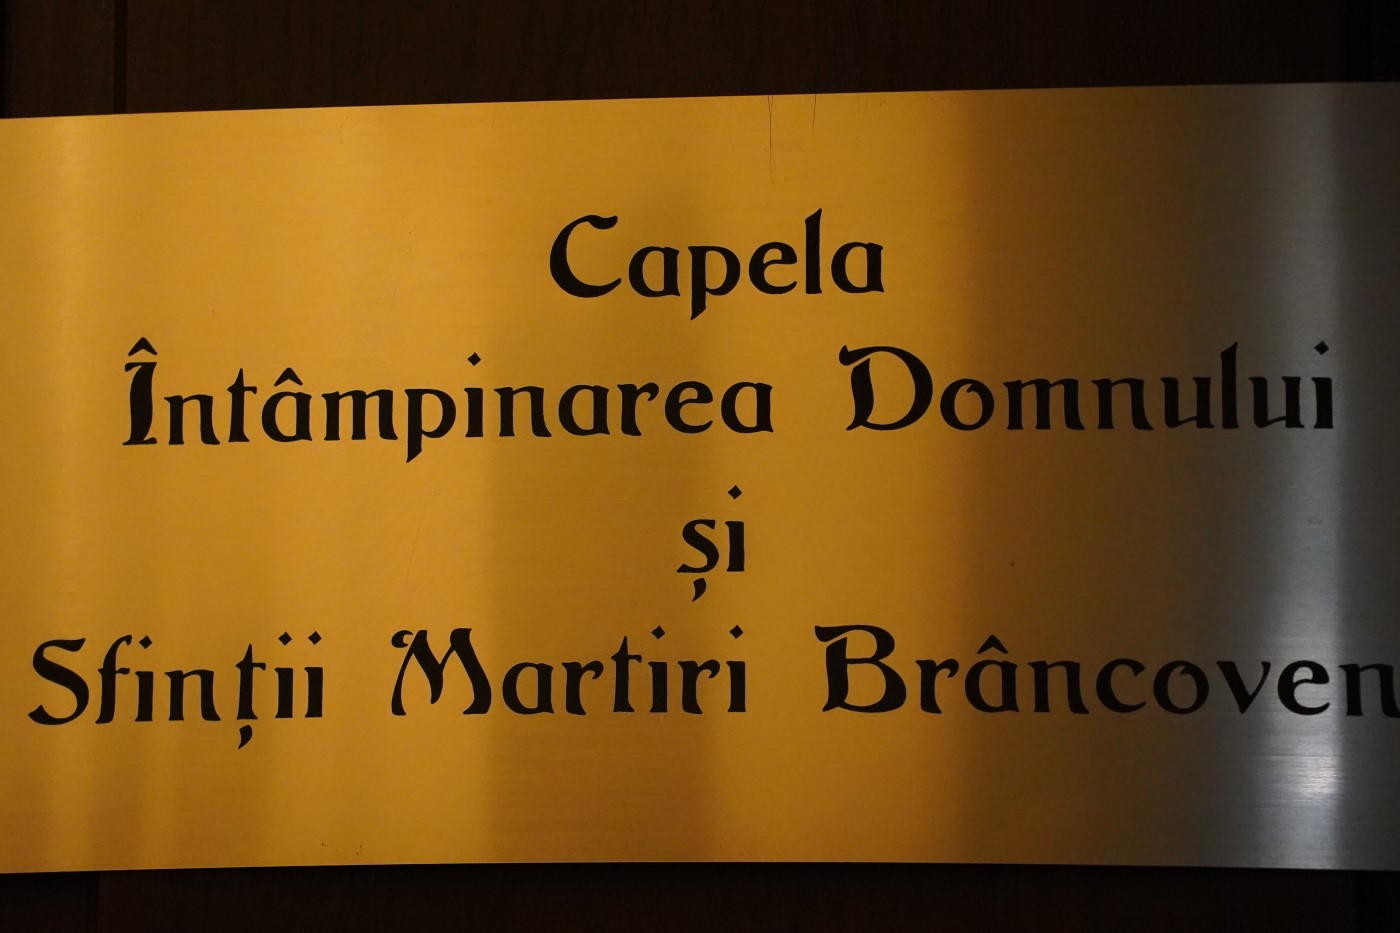 Capela
Întâmpinarea Domnului
și
Sfinții Martiri Brâncoven